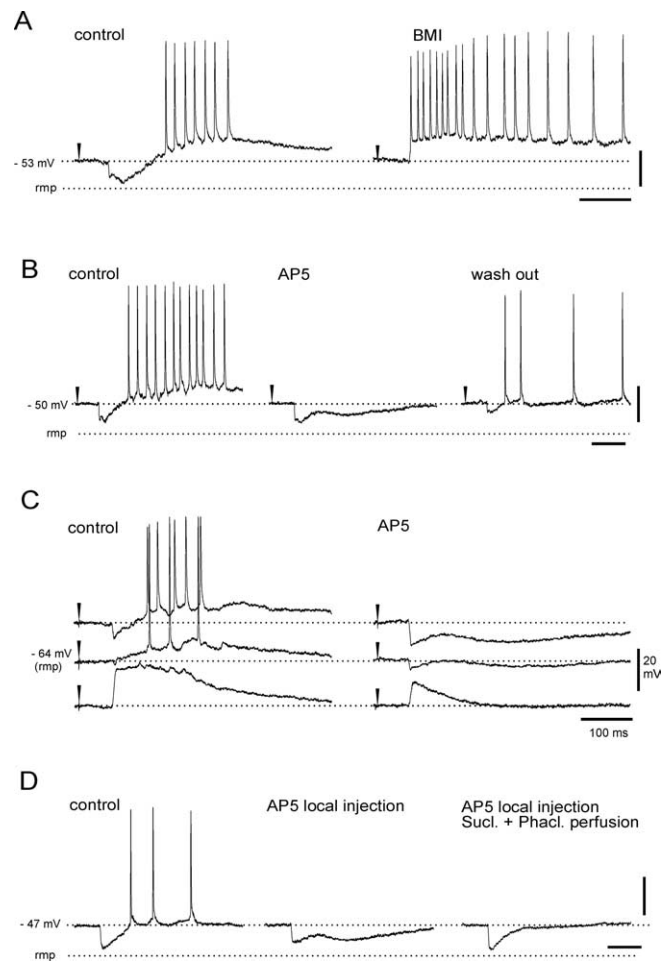 A
control
BMI
- 53 mV
rmp
B
control
AP5
wash out
- 50 mV
rmp
C
control
AP5
- 64 mV
(rmp)
20
mV
100 ms
D
control
AP5 local injection
AP5 local injection
Sucl. + Phacl. perfusion
- 47 mV
rmp